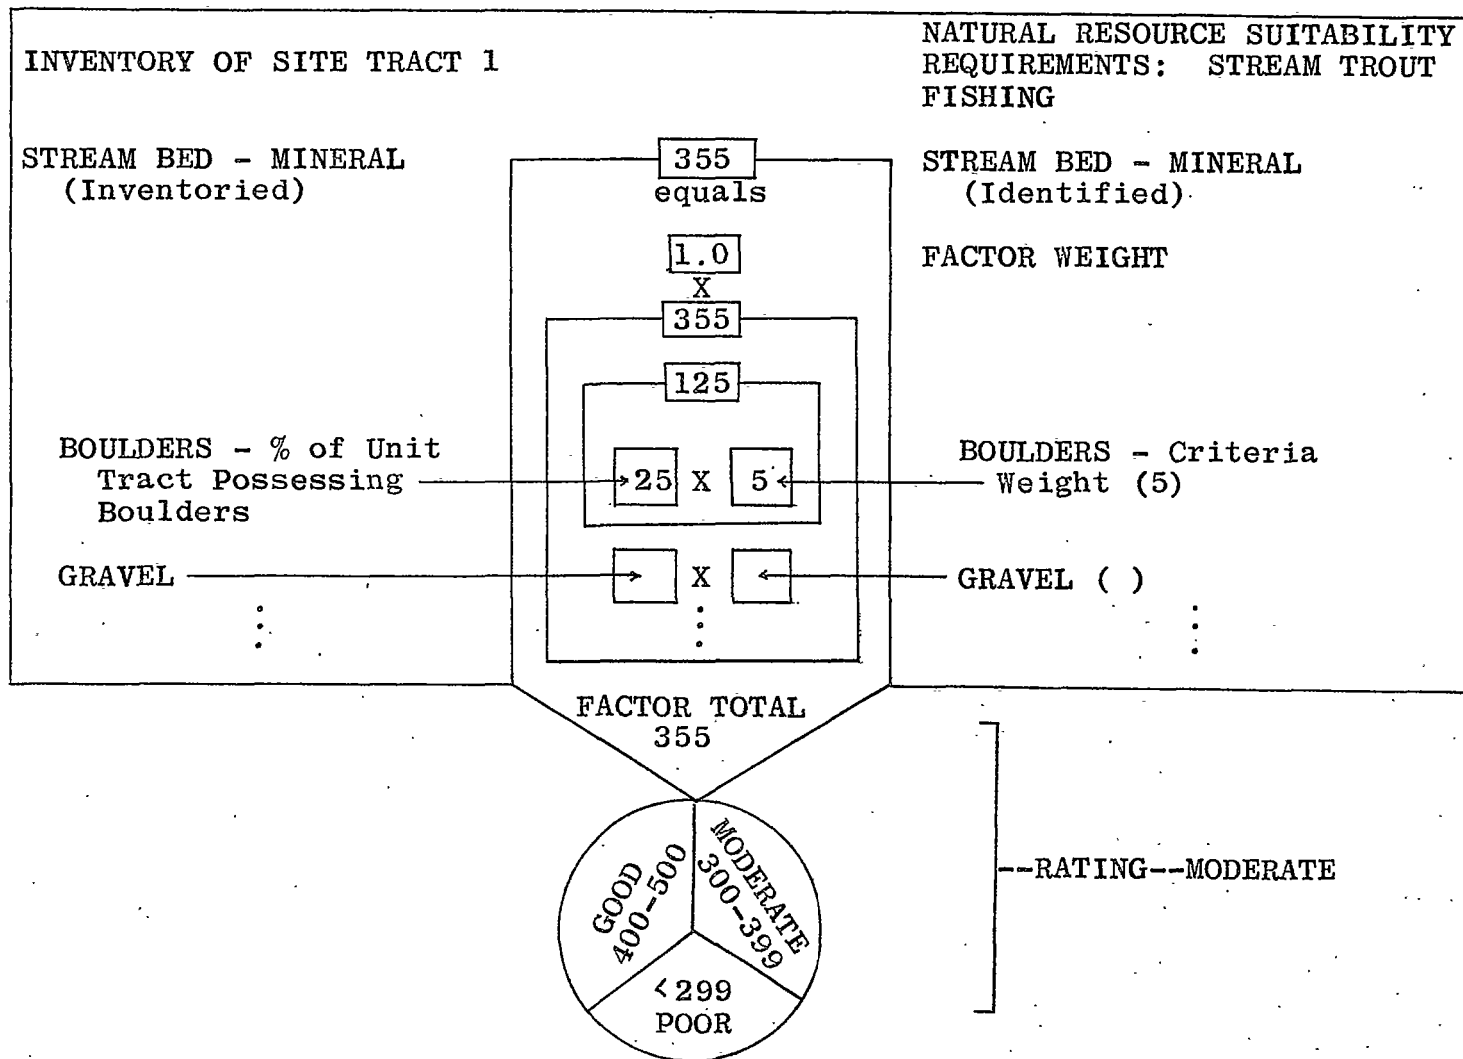 INVENTORY OF SITE TRACT 1
NATURAL RESOURCE SUITABILITY
REQUIREMENTS: STREAM TROUT
FISHING
STREAM BED - MINERAL
(Inventoried)
355
equals
STREAM BED - MINERAL
(Identified)
1.0
FACTOR WEIGHT
X
355
125
BOULDERS - % of Unit
Tract Possessing
Boulders
25 X 5
BOULDERS - Criteria
Weight (5)
GRAVEL
X
GRAVEL ( )
FACTOR TOTAL
355
GOOD
400-500
MODERATE
300-399
<299
POOR
--RATING--MODERATE